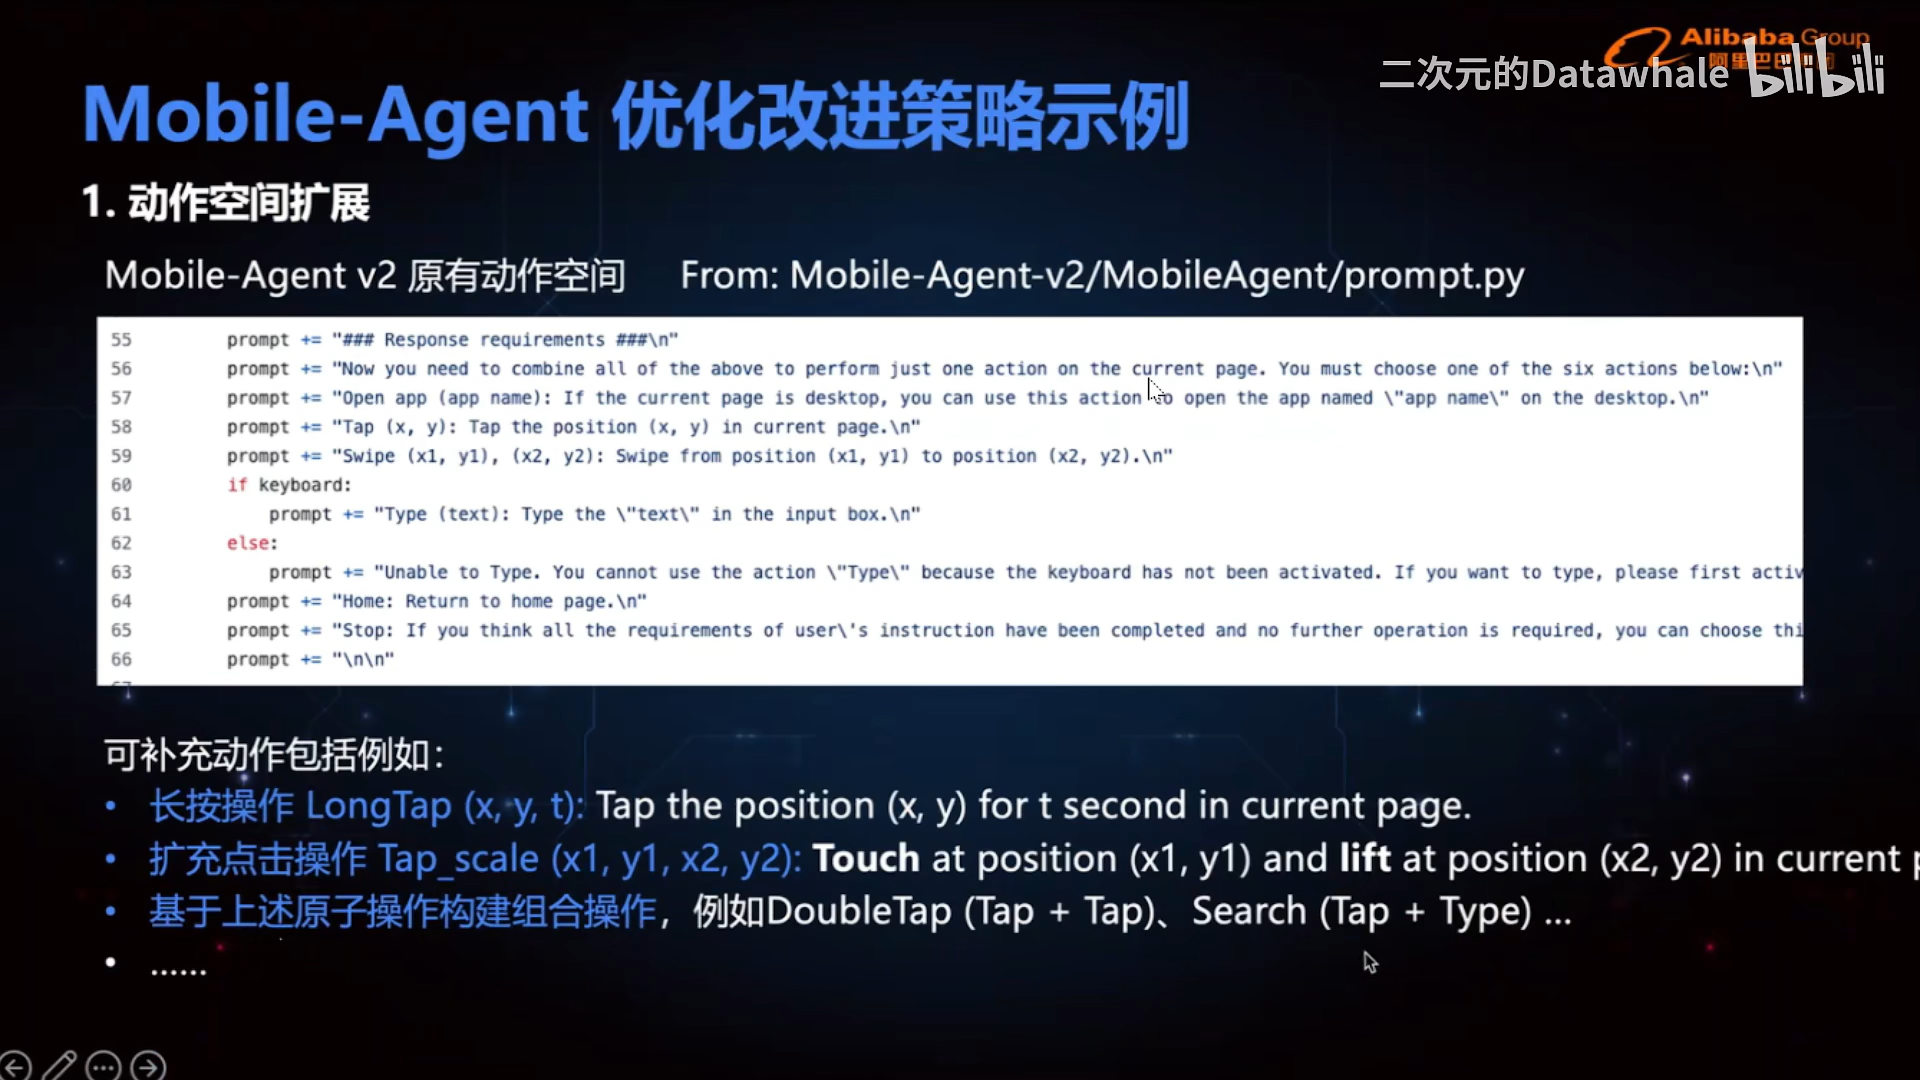 Alibaba Group
阿里巴巴集团
二次元的Datawhale bilibili
Mobile-Agent 优化改进策略示例
1. 动作空间扩展
Mobile-Agent v2 原有动作空间 From: Mobile-Agent-v2/MobileAgent/prompt.py
55 prompt += "### Response requirements ###\n"
56 prompt += "Now you need to combine all of the above to perform just one action on the current page. You must choose one of the six actions below:\n"
57 prompt += "Open app (app name): If the current page is desktop, you can use this action to open the app named \"app name\" on the desktop.\n"
58 prompt += "Tap (x, y): Tap the position (x, y) in current page.\n"
59 prompt += "Swipe (x1, y1), (x2, y2): Swipe from position (x1, y1) to position (x2, y2).\n"
60 if keyboard:
61 prompt += "Type (text): Type the \"text\" in the input box.\n"
62 else:
63 prompt += "Unable to Type. You cannot use the action \"Type\" because the keyboard has not been activated. If you want to type, please first activ
64 prompt += "Home: Return to home page.\n"
65 prompt += "Stop: If you think all the requirements of user\'s instruction have been completed and no further operation is required, you can choose thi
66 prompt += "\n\n"
可补充动作包括例如：
• 长按操作 LongTap (x, y, t): Tap the position (x, y) for t second in current page.
• 扩充点击操作 Tap_scale (x1, y1, x2, y2): Touch at position (x1, y1) and lift at position (x2, y2) in current p
• 基于上述原子操作构建组合操作，例如DoubleTap (Tap + Tap)、Search (Tap + Type) ...
• ......